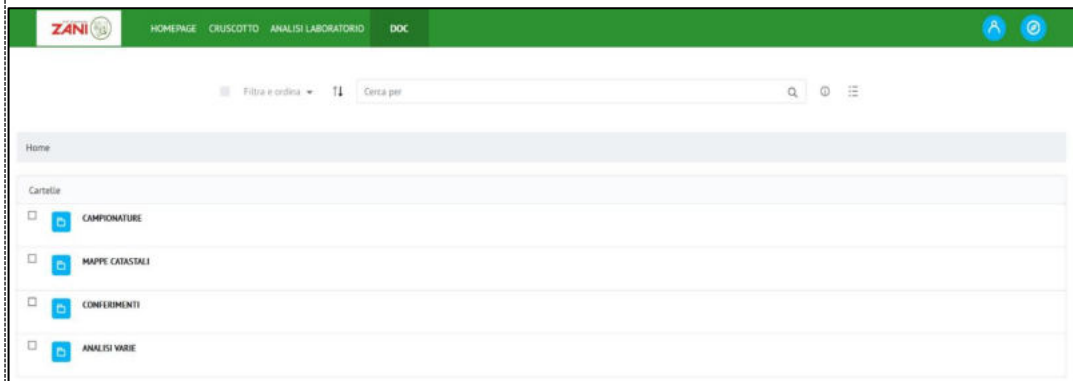 ZANI
HOMEPAGE CRUSCOTTO ANALISI LABORATORIO DOC
Filtra e ordina Cerca per
Home
Cartelle
CAMPIONATURE
MAPPE CATASTALI
CONFERIMENTI
ANALISI VARIE